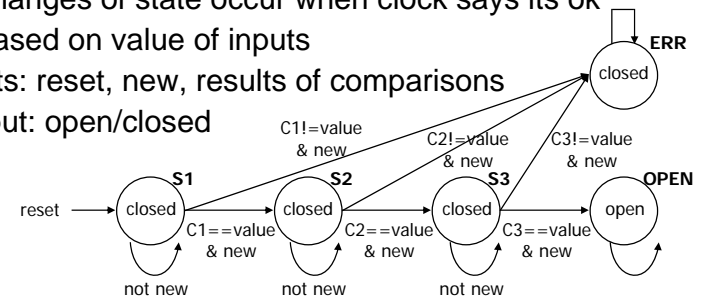 anges of state occur when clock says its ok
ased on value of inputs
ts: reset, new, results of comparisons
out: open/closed
ERR
closed
C1!=value
& new
C2!=value
& new
C3!=value
& new
S1
S2
S3
OPEN
reset
closed
closed
closed
open
C1==value
& new
C2==value
& new
C3==value
& new
not new
not new
not new